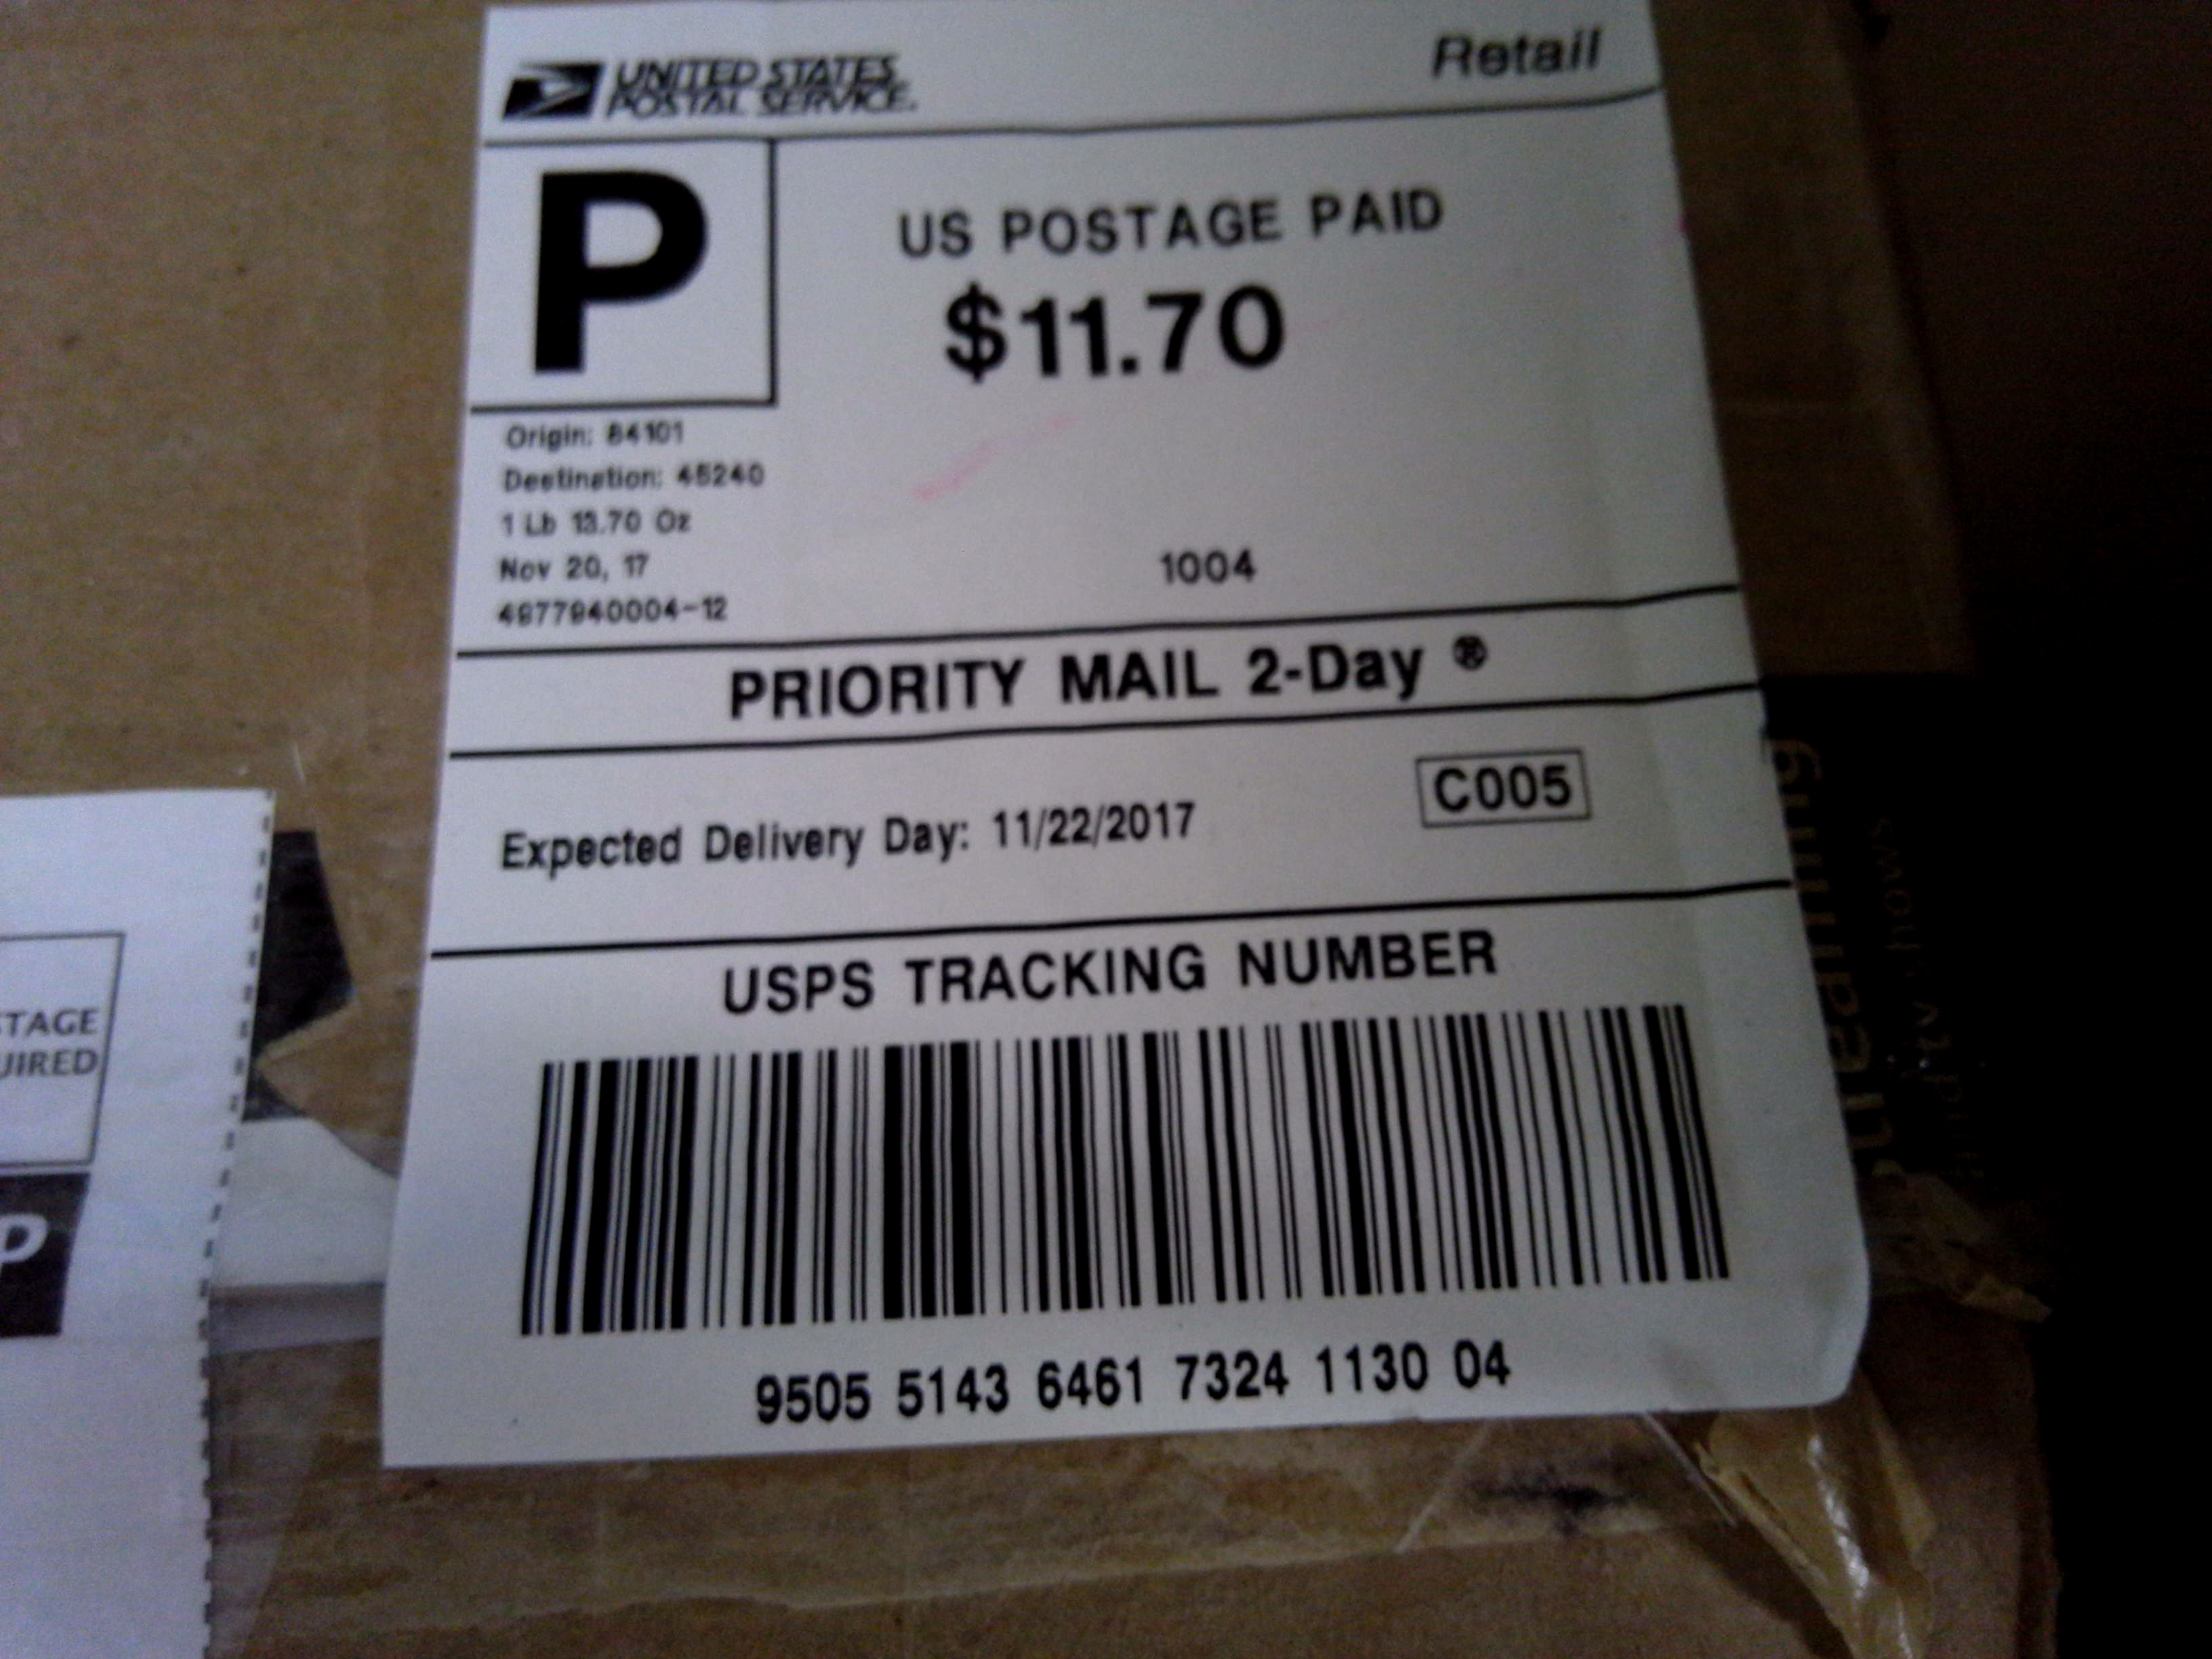 UNITED STATES
POSTAL SERVICE.
Retail
P
US POSTAGE PAID
$11.70
Origin: 84101
Destination: 45240
1 Lb 13.70 Oz
Nov 20, 17
1004
PRIORITY MAIL 2-Day ®
Expected Delivery Day: 11/22/2017
C005
USPS TRACKING NUMBER
9505 5143 6461 7324 1130 04
STAGE
UIRED
P